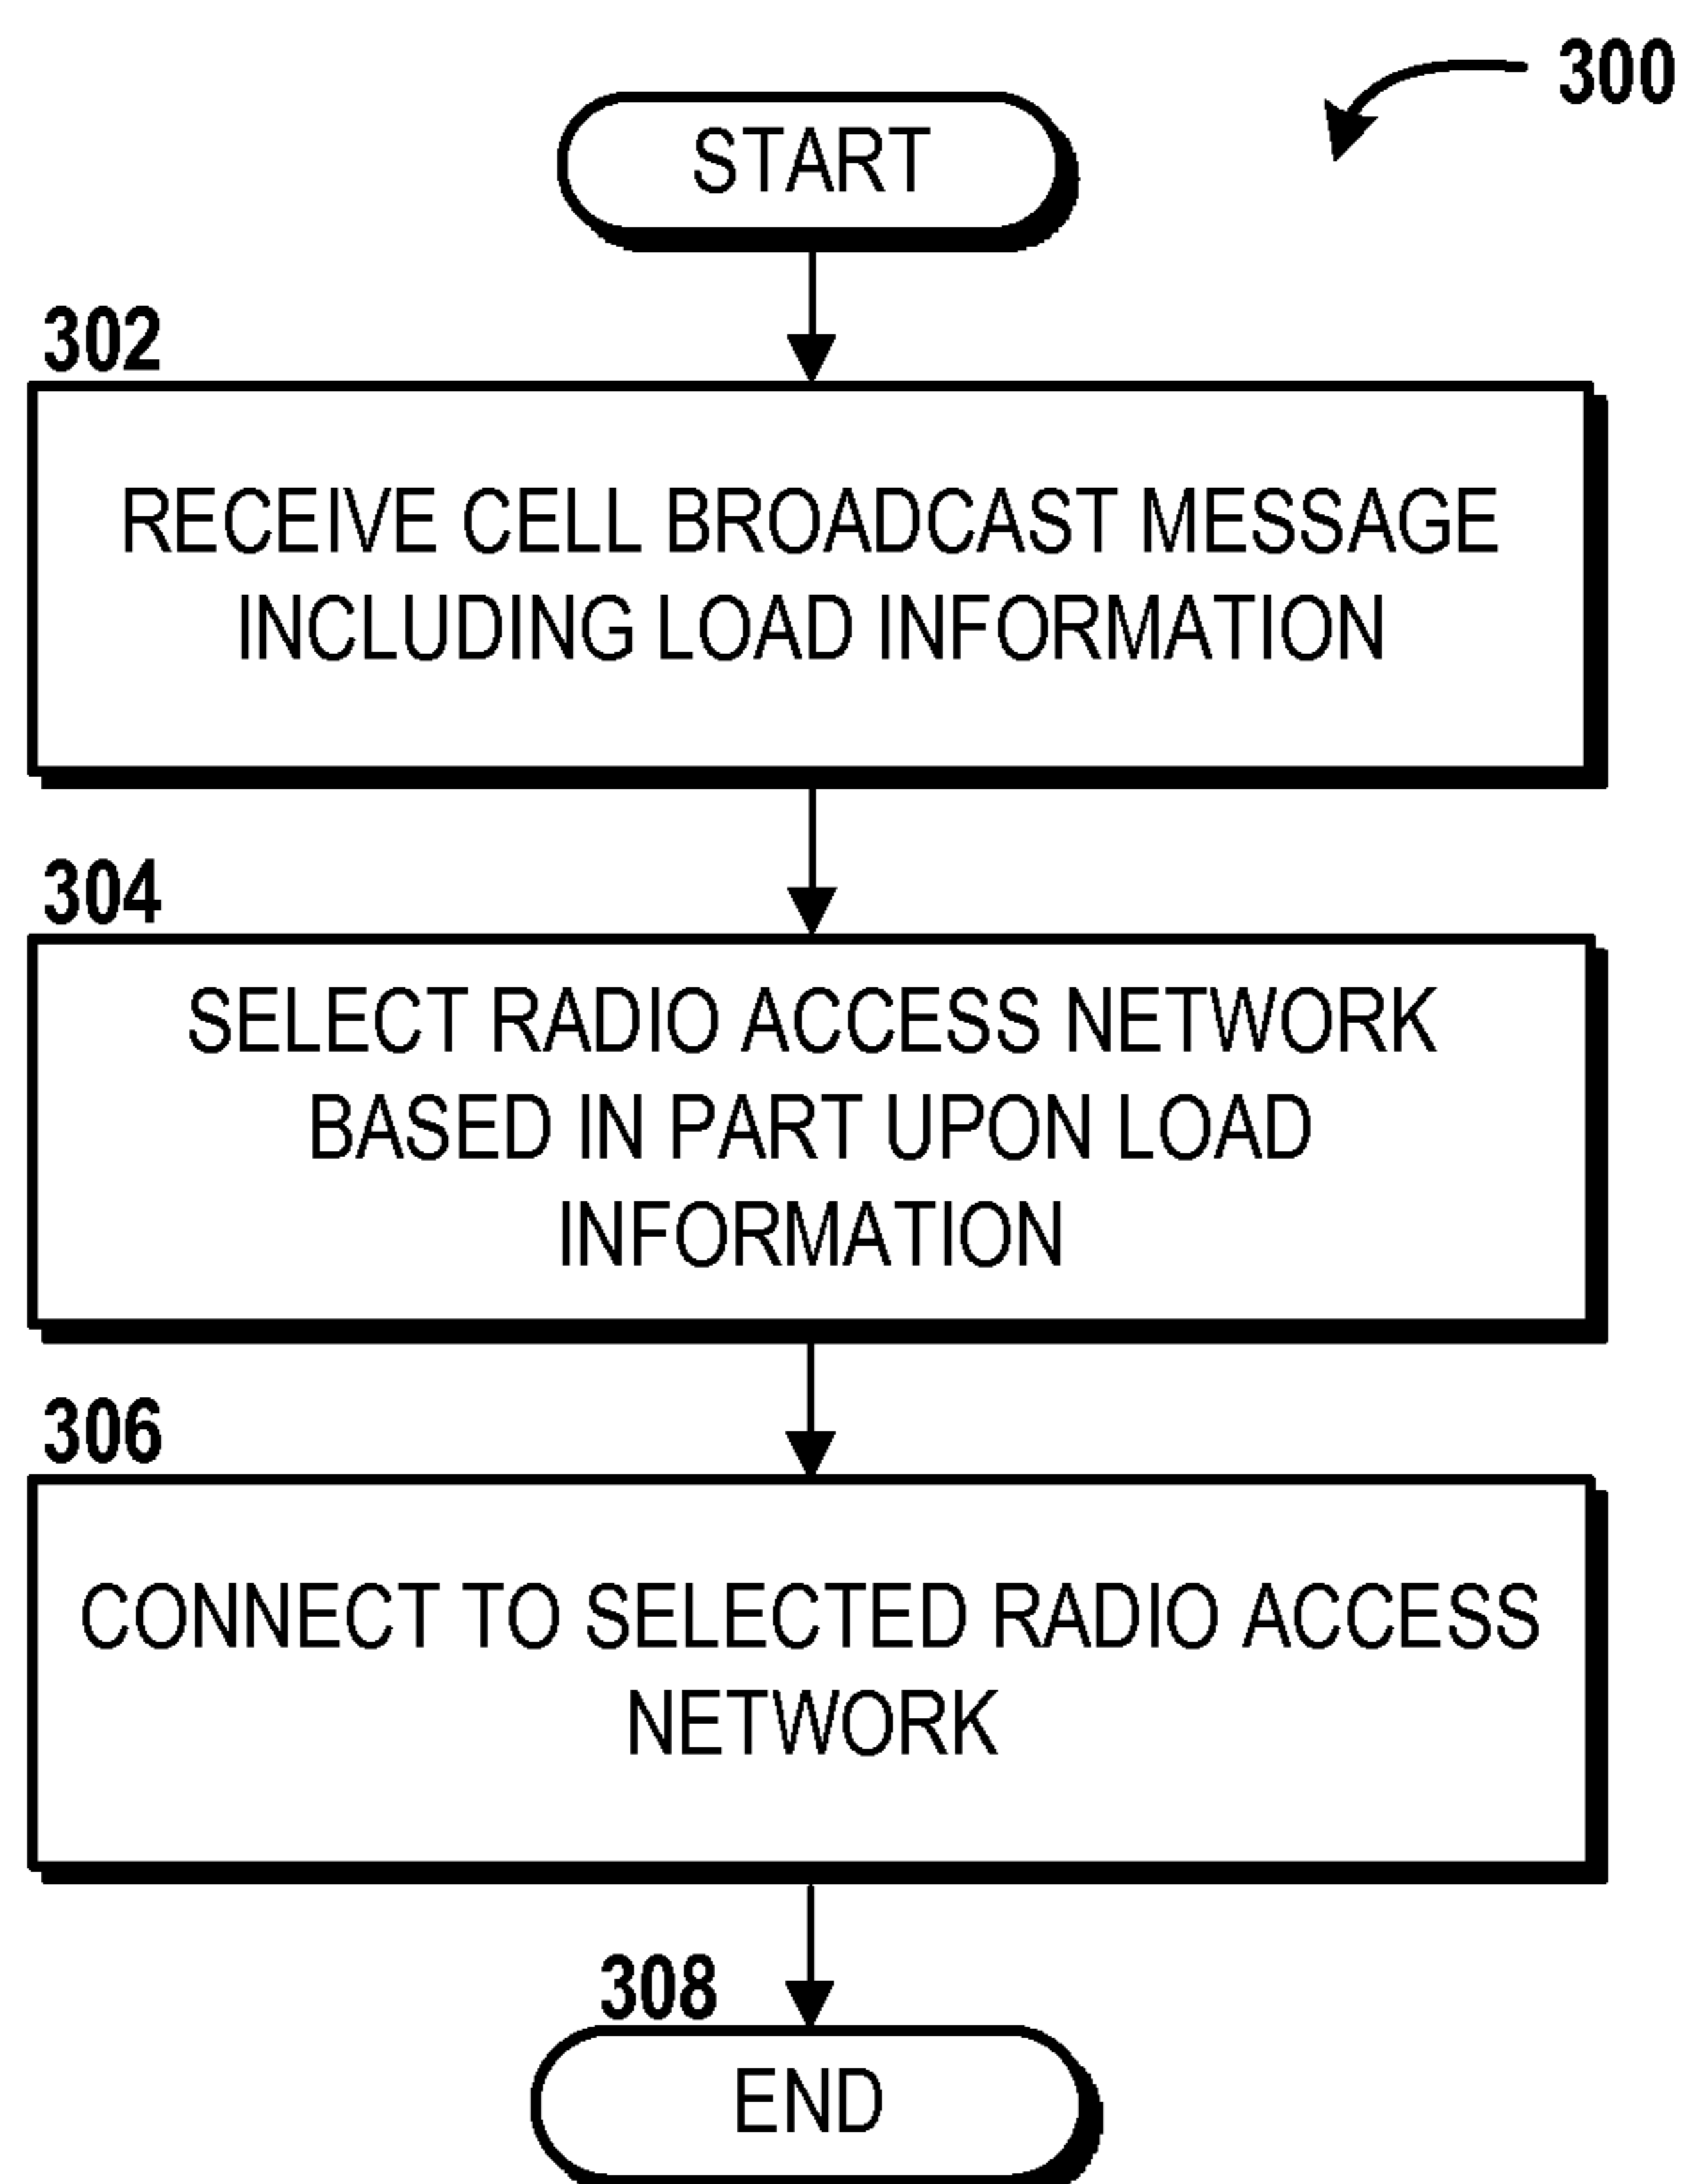 300
START
302
RECEIVE CELL BROADCAST MESSAGE
INCLUDING LOAD INFORMATION
304
SELECT RADIO ACCESS NETWORK
BASED IN PART UPON LOAD
INFORMATION
306
CONNECT TO SELECTED RADIO ACCESS
NETWORK
308
END